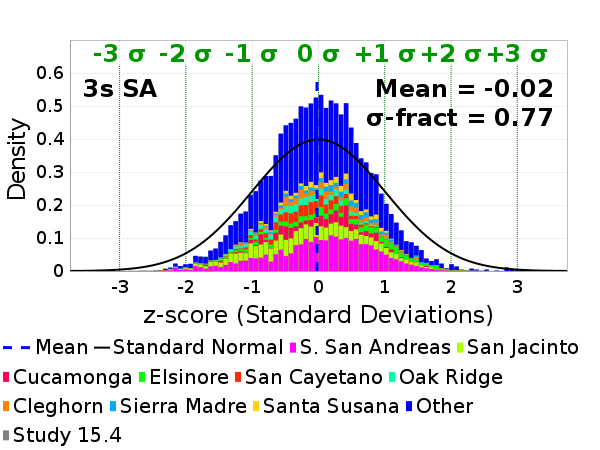 -3 σ -2 σ -1 σ 0 σ +1 σ +2 σ +3 σ
3s SA
Mean = -0.02
σ-fract = 0.77
Density
0.6
0.5
0.4
0.3
0.2
0.1
0
-3 -2 -1 0 1 2 3
z-score (Standard Deviations)
Mean Standard Normal S. San Andreas San Jacinto
Cucamonga Elsinore San Cayetano Oak Ridge
Cleghorn Sierra Madre Santa Susana Other
Study 15.4